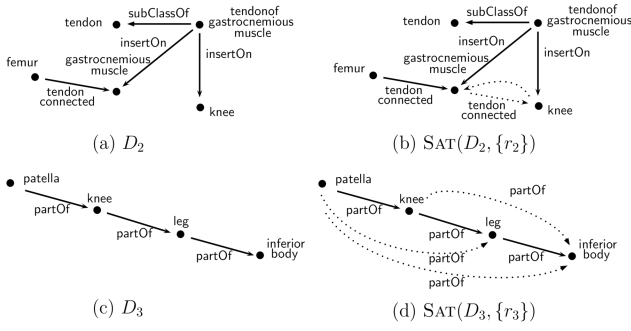 tendon
subClassOf
tendonof
gastrocnemious
muscle
insertOn
gastrocnemious
muscle
insertOn
femur
tendon
connected
knee
(a) D2
tendon
subClassOf
tendonof
gastrocnemious
muscle
insertOn
gastrocnemious
muscle
insertOn
femur
tendon
connected
tendon
connected
knee
(b) SAT(D2, {r2})
patella
partOf
knee
partOf
leg
partOf
inferior
body
(c) D3
patella
partOf
knee
partOf
partOf
leg
partOf
partOf
partOf
inferior
body
(d) SAT(D3, {r3})